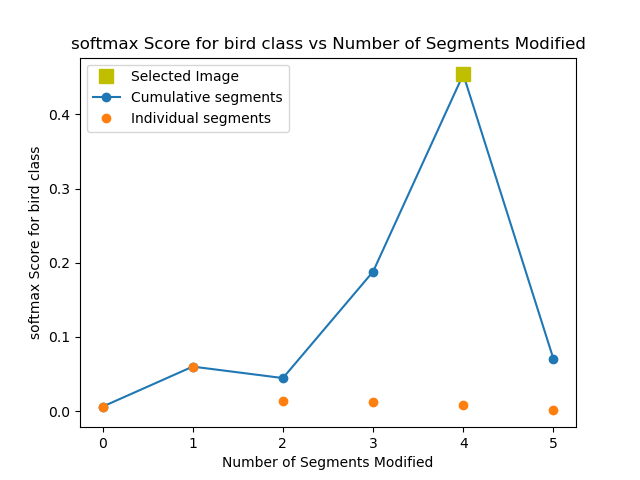 softmax Score for bird class vs Number of Segments Modified
Selected Image
Cumulative segments
Individual segments
softmax Score for bird class
0.4
0.3
0.2
0.1
0.0
0 1 2 3 4 5
Number of Segments Modified